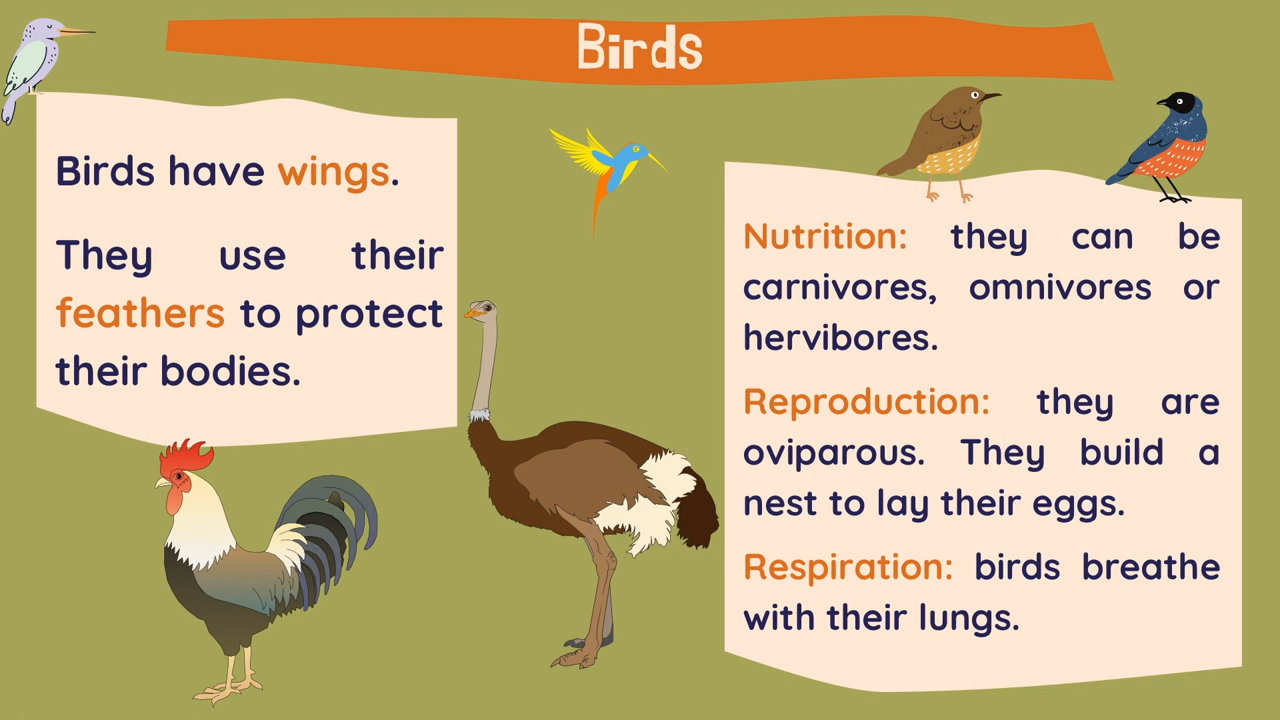 Birds
Birds have wings.
They use their
feathers to protect
their bodies.
Nutrition: they can be
carnivores, omnivores or
hervibores.
Reproduction: they are
oviparous. They build a
nest to lay their eggs.
Respiration: birds breathe
with their lungs.